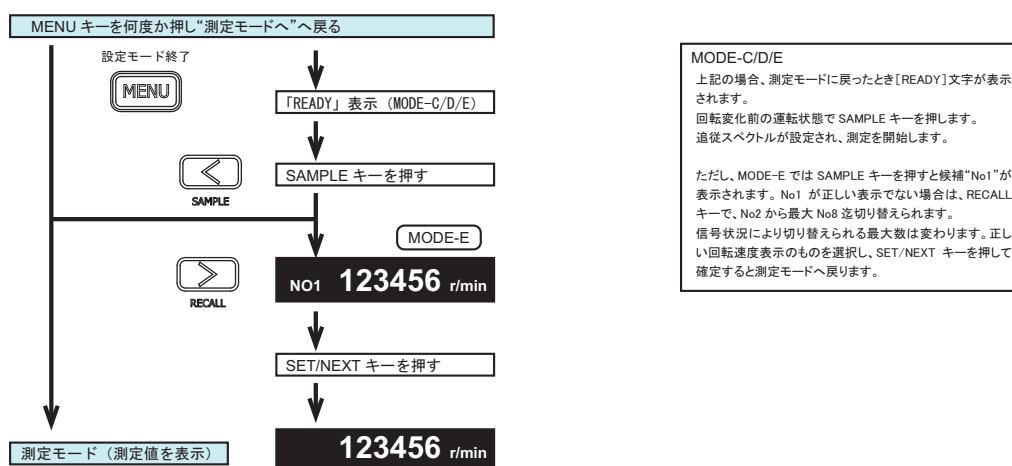 MENU キーを何度か押し“測定モードへ”へ戻る
設定モード終了
MENU
「READY」表示（MODE-C/D/E）
SAMPLE
SAMPLE キーを押す
MODE-E
RECALL
NO1 123456 r/min
SET/NEXT キーを押す
測定モード（測定値を表示）
123456 r/min
MODE-C/D/E
上記の場合、測定モードに戻ったとき[READY]文字が表示
されます。
回転変化前の運転状態で SAMPLE キーを押します。
追従スペクトルが設定され、測定を開始します。
ただし、MODE-E では SAMPLE キーを押すと候補“No1”が
表示されます。No1 が正しい表示でない場合は、RECALL
キーで、No2 から最大 No8 迄切り替えられます。
信号状況により切り替えられる最大数は変わります。正し
い回転速度表示のものを選択し、SET/NEXT キーを押して
確定すると測定モードへ戻ります。